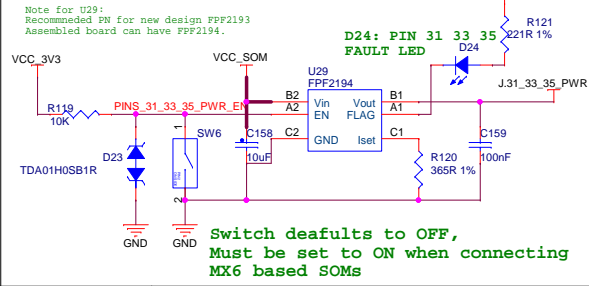 Note for U29:
Recommneded PN for new design FPF2193
Assembled board can have FPF2194.
D24: PIN 31 33 35
FAULT LED
R121
221R 1%
D24
VCC_3V3
VCC_SOM
U29
FPF2194
J.31_33_35_PWR
R119
10K
PINS_31_33_35_PWR_EN
B2
Vin
Vout
B1
A2
EN
FLAG
A1
C2
GND
Iset
C1
1
SW6
2
C158
10uF
C159
100nF
D23
TDA01H0SB1R
R120
365R 1%
GND
GND
GND
Switch deafults to OFF,
Must be set to ON when connecting
MX6 based SOMs